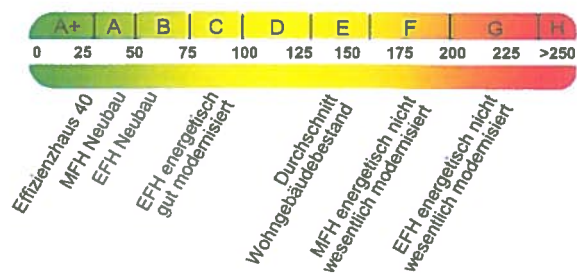 A+ A B C D E F G H
0 25 50 75 100 125 150 175 200 225 >250
Effizienzhaus 40
MFH Neubau
EFH Neubau
EFH energetisch
gut modernisiert
Durchschnitt
Wohngebäudebestand
MFH energetisch nicht
wesentlich modernisiert
EFH energetisch nicht
wesentlich modernisiert